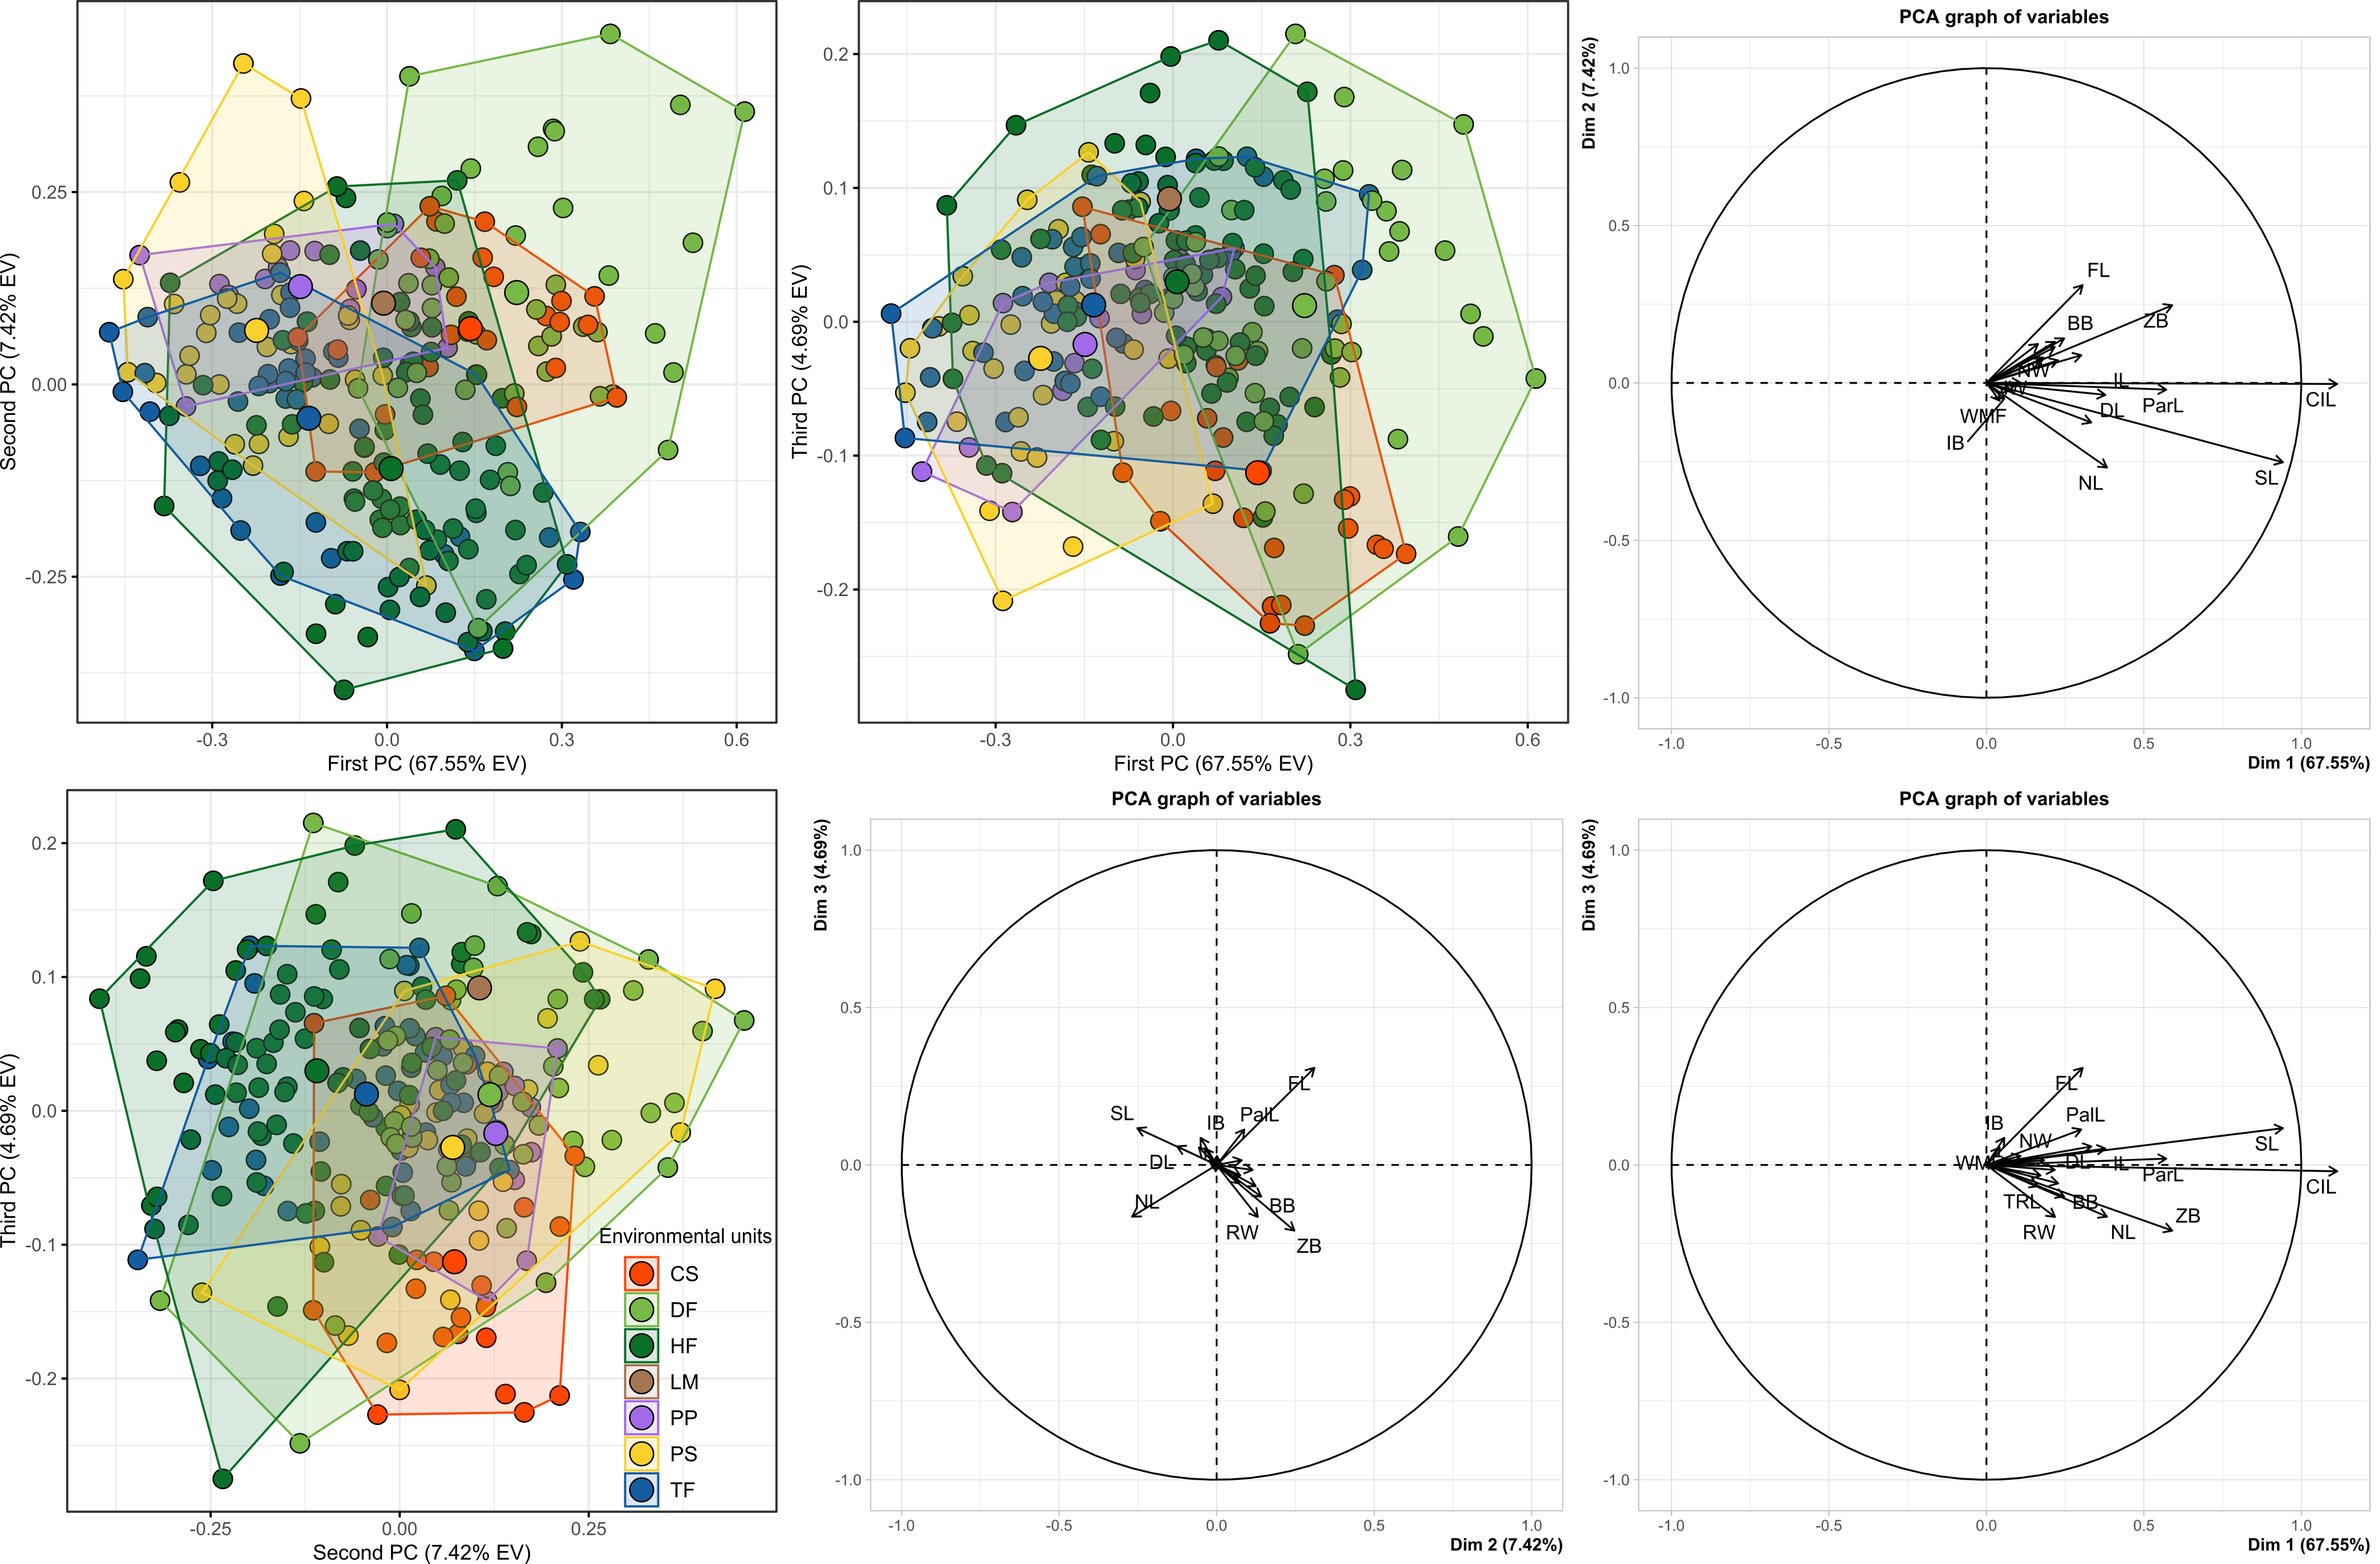 Second PC (7.42% EV)
0.25
0.00
-0.25
-0.3
0.0
0.3
0.6
First PC (67.55% EV)
Third PC (4.69% EV)
0.2
0.1
0.0
-0.1
-0.2
-0.3
0.0
0.3
0.6
First PC (67.55% EV)
PCA graph of variables
Dim 2 (7.42%)
1.0
0.5
0.0
-0.5
-1.0
FL
ZB
BB
NW
IL
CIL
ParL
DL
WMF
IB
NL
SL
-1.0
-0.5
0.0
0.5
1.0
Dim 1 (67.55%)
Third PC (4.69% EV)
0.2
0.1
0.0
-0.1
-0.2
-0.25
0.00
0.25
Second PC (7.42% EV)
Environmental units
CS
DF
HF
LM
PP
PS
TF
PCA graph of variables
Dim 3 (4.69%)
1.0
0.5
0.0
-0.5
-1.0
FL
SL
IB
PalL
DL
NL
BB
RW
ZB
-1.0
-0.5
0.0
0.5
1.0
Dim 2 (7.42%)
PCA graph of variables
Dim 3 (4.69%)
1.0
0.5
0.0
-0.5
-1.0
FL
IB
PalL
NW
SL
DL
IL
ParL
CIL
TRL
BB
RW
NL
ZB
-1.0
-0.5
0.0
0.5
1.0
Dim 1 (67.55%)